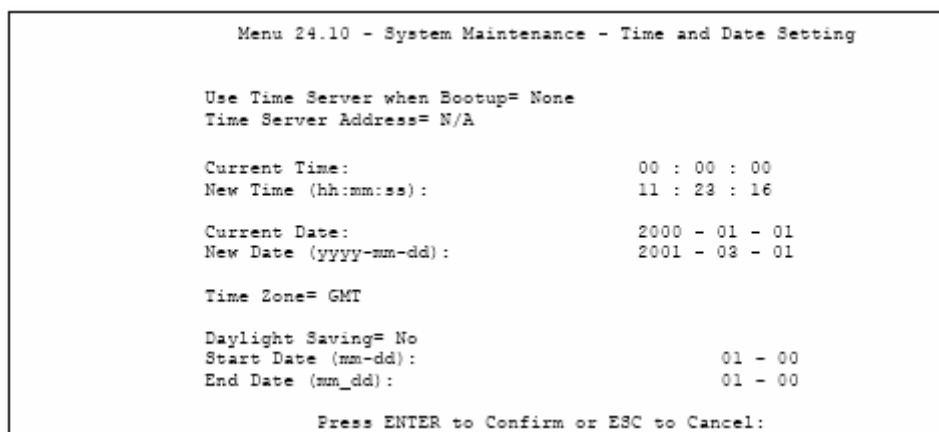 Menu 24.10 - System Maintenance - Time and Date Setting
Use Time Server when Bootup= None
Time Server Address= N/A
Current Time: 00 : 00 : 00
New Time (hh:mm:ss): 11 : 23 : 16
Current Date: 2000 - 01 - 01
New Date (yyyy-mm-dd): 2001 - 03 - 01
Time Zone= GMT
Daylight Saving= No
Start Date (mm-dd): 01 - 00
End Date (mm_dd): 01 - 00
Press ENTER to Confirm or ESC to Cancel: